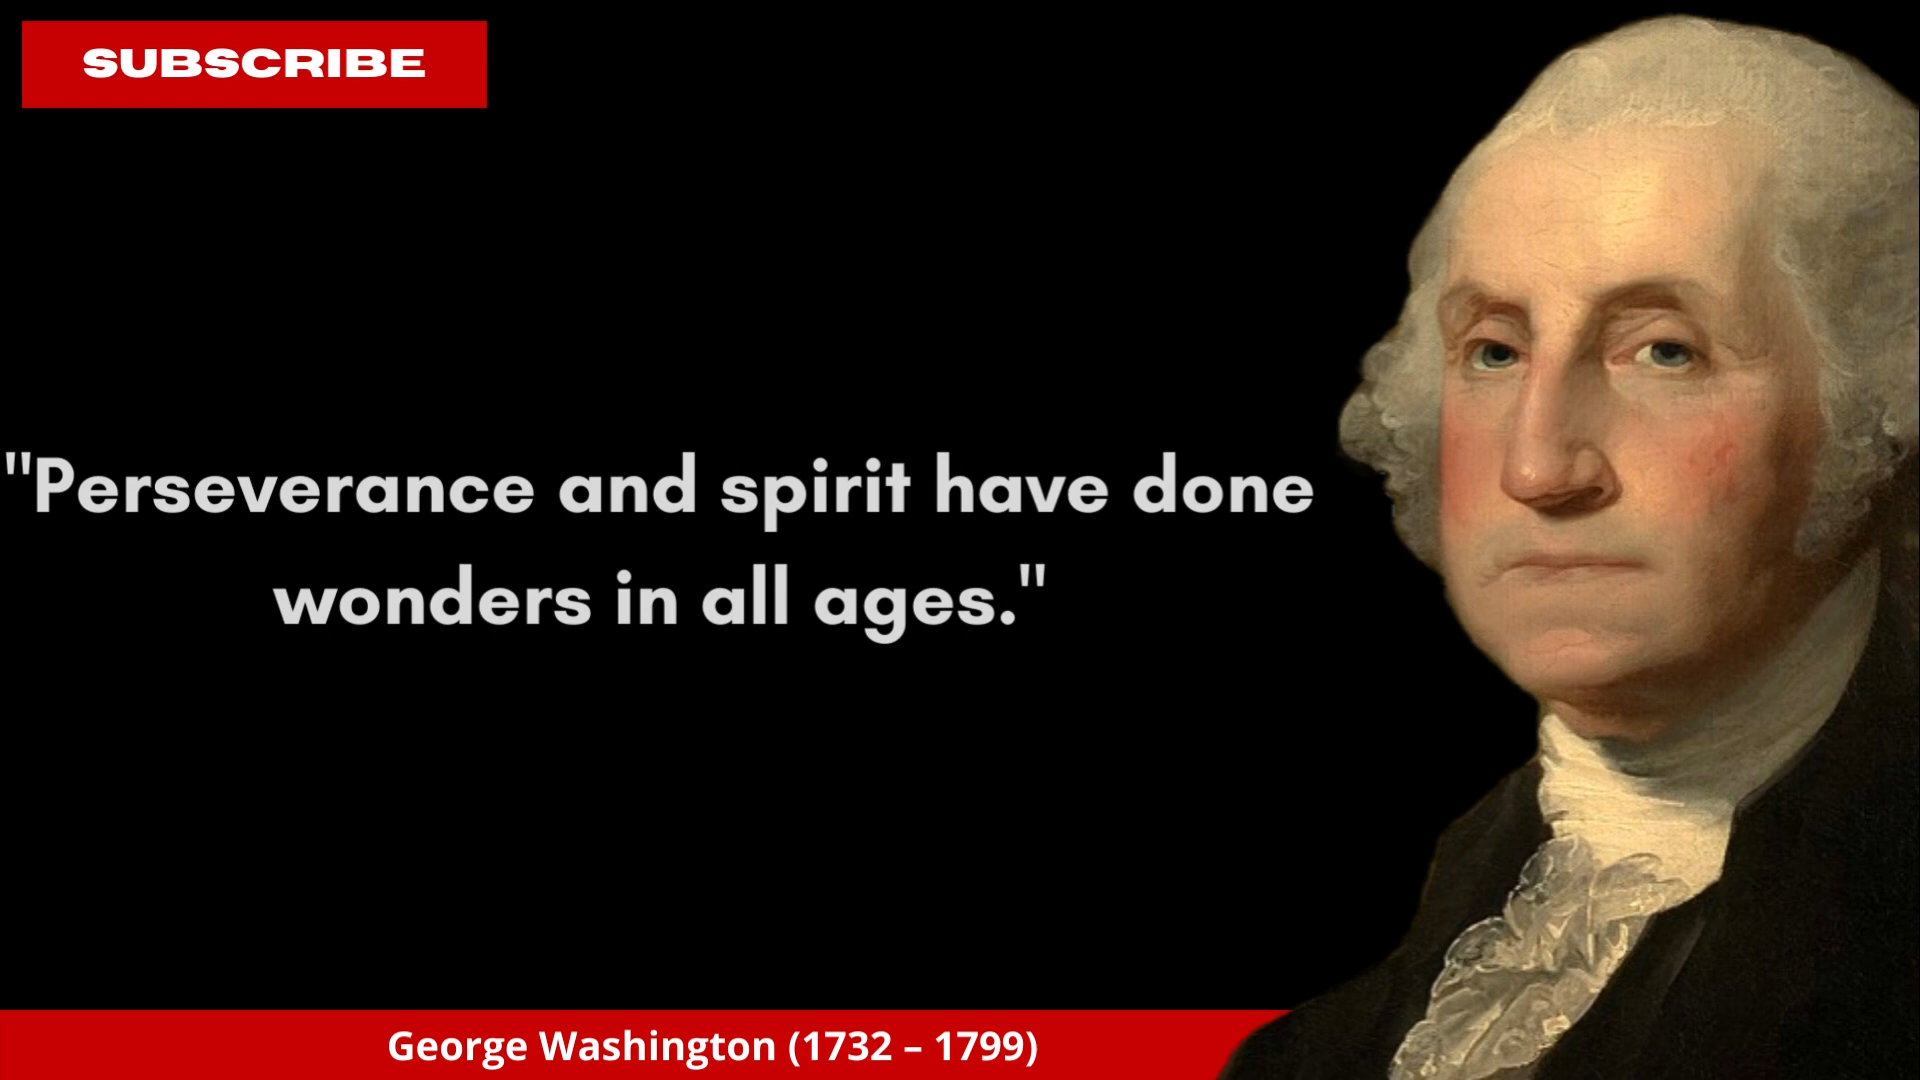 SUBSCRIBE
"Perseverance and spirit have done
wonders in all ages."
George Washington (1732 – 1799)